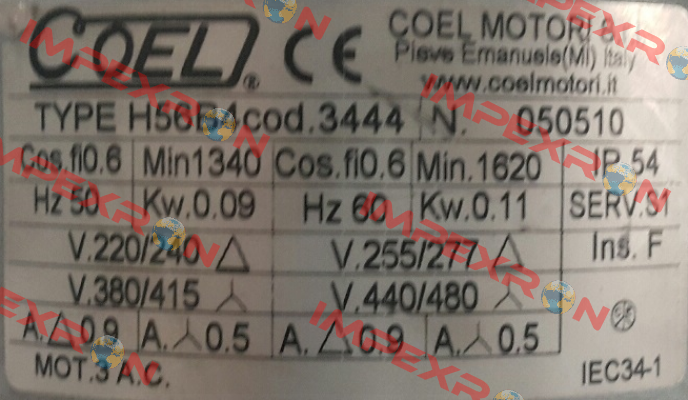 COEL ® CE COEL MOTORI
Pieve Emanuele(MI) Italy
www.coelmotori.it
TYPE H56B4cod.3444 N. 050510
Cos.fi0.6 Min1340 Cos.fi0.6 Min.1620 IP 54
Hz 50 Kw.0.09 Hz 60 Kw.0.11 SERV.S1
V.220/240 △ V.255/277 △ Ins. F
V.380/415 V.440/480
A.△0.9 A. 0.5 A. △0.9 A. 0.5
MOT.3 A.C. IEC34-1
IMPEXRON